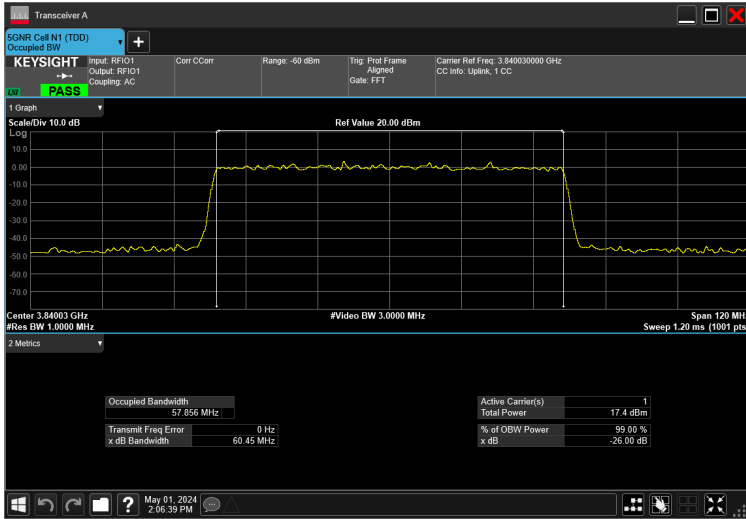 Transceiver A
5GNR Cell N1 (TDD)
Occupied BW
KEYSIGHT
LXI
PASS
Input: RFIO1
Output: RFIO1
Coupling: AC
Corr CCorr
Range: -60 dBm
Trig: Prot Frame
Aligned
Gate: FFT
Carrier Ref Freq: 3.840030000 GHz
CC Info: Uplink, 1 CC
1 Graph
Scale/Div 10.0 dB
Ref Value 20.00 dBm
Log
10.0
0.00
-10.0
-20.0
-30.0
-40.0
-50.0
-60.0
-70.0
Center 3.84003 GHz
#Video BW 3.0000 MHz
Span 120 MH
#Res BW 1.0000 MHz
Sweep 1.20 ms (1001 pts
2 Metrics
Occupied Bandwidth
57.856 MHz
Transmit Freq Error 0 Hz
x dB Bandwidth 60.45 MHz
Active Carrier(s) 1
Total Power 17.4 dBm
% of OBW Power 99.00 %
x dB -26.00 dB
May 01, 2024
2:06:39 PM